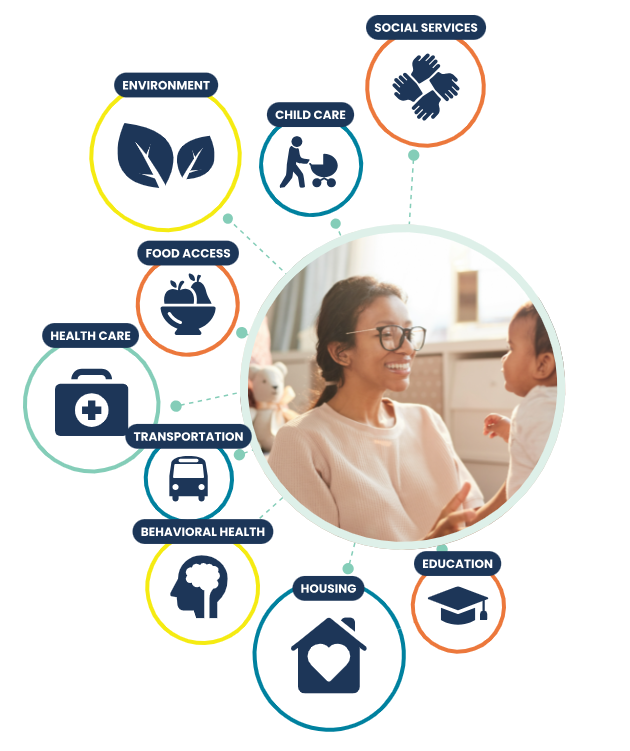 SOCIAL SERVICES
ENVIRONMENT
CHILD CARE
FOOD ACCESS
HEALTH CARE
TRANSPORTATION
BEHAVIORAL HEALTH
EDUCATION
HOUSING